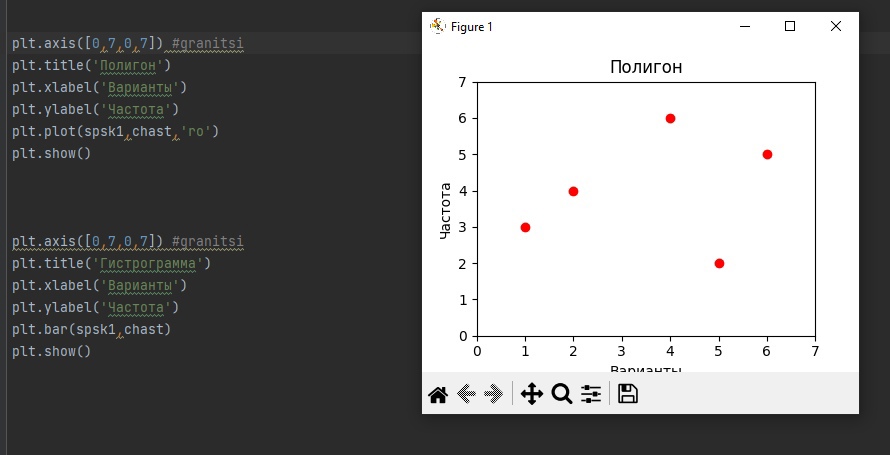 plt.axis([0,7,0,7]) #granitsi
plt.title('Полигон')
plt.xlabel('Варианты')
plt.ylabel('Частота')
plt.plot(spsk1,chast,'ro')
plt.show()
plt.axis([0,7,0,7]) #granitsi
plt.title('Гистрограмма')
plt.xlabel('Варианты')
plt.ylabel('Частота')
plt.bar(spsk1,chast)
plt.show()
Figure 1
Полигон
7
6
5
4
3
2
1
0
Частота
0 1 2 3 4 5 6 7
Варианты